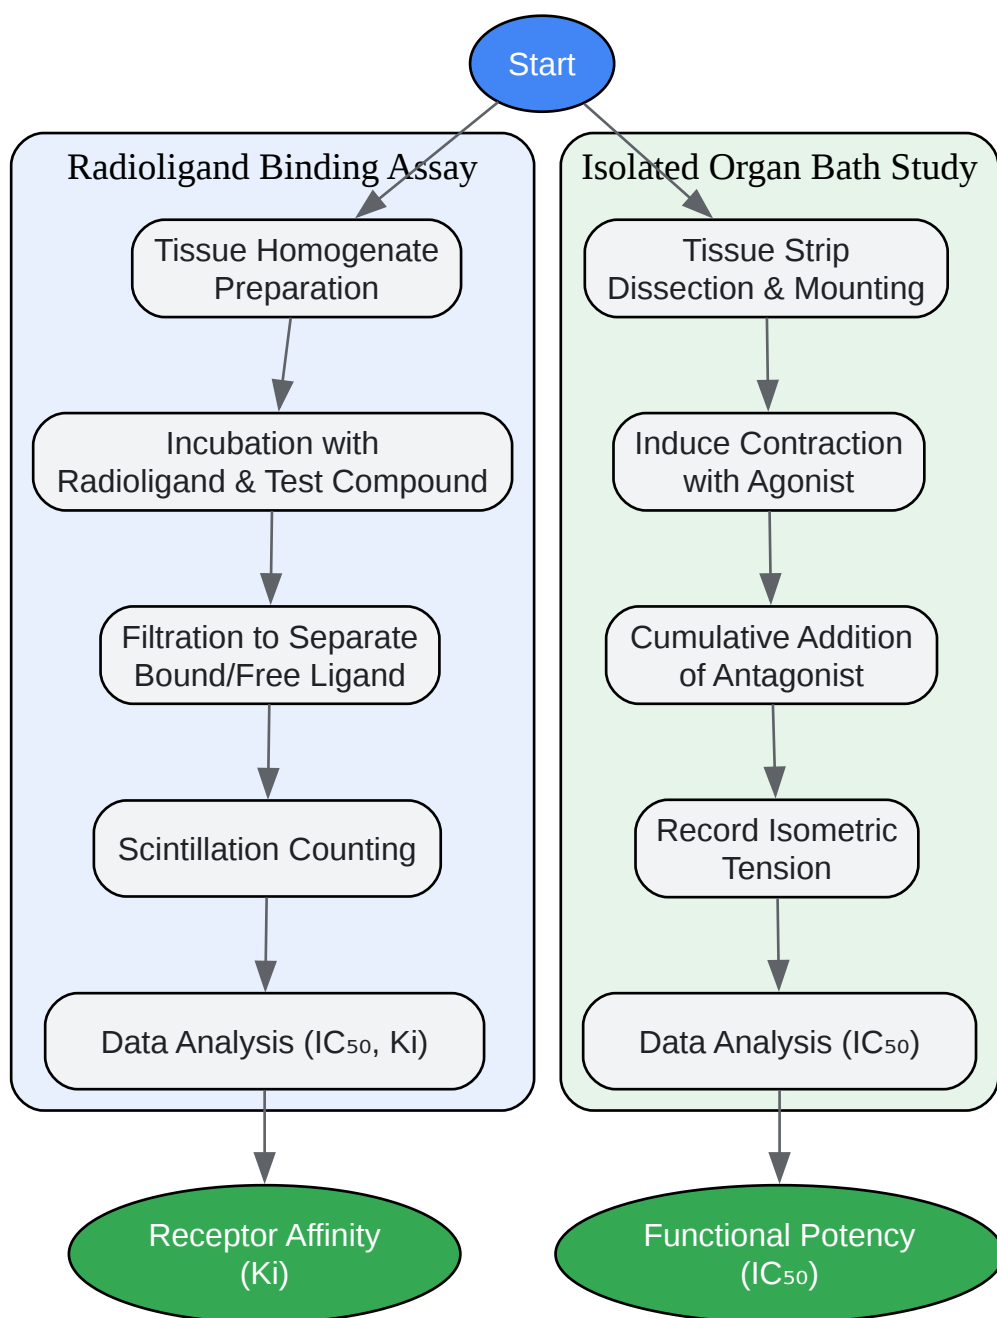 Start
Radioligand Binding Assay
Tissue Homogenate
Preparation
Incubation with
Radioligand & Test Compound
Filtration to Separate
Bound/Free Ligand
Scintillation Counting
Data Analysis (IC₅₀, Ki)
Receptor Affinity
(Ki)
Isolated Organ Bath Study
Tissue Strip
Dissection & Mounting
Induce Contraction
with Agonist
Cumulative Addition
of Antagonist
Record Isometric
Tension
Data Analysis (IC₅₀)
Functional Potency
(IC₅₀)